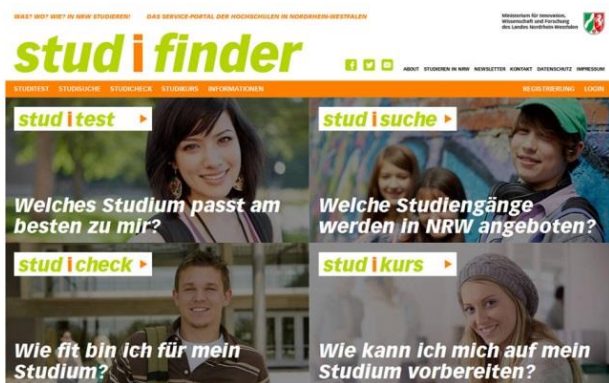 WAS? WO? WIE? IN NRW STUDIEREN! DAS SERVICE-PORTAL DER HOCHSCHULEN IN NORDRHEIN-WESTFALEN
Ministerium für Innovation,
Wissenschaft und Forschung
des Landes Nordrhein-Westfalen
studifinder
ABOUT STUDIEREN IN NRW NEWSLETTER KONTAKT DATENSCHUTZ IMPRESSUM
STUDITEST STUDISUCHE STUDICHECK STUDIKURS INFORMATIONEN REGISTRIERUNG LOGIN
studitest
Welches Studium passt am
besten zu mir?
studisuche
Welche Studiengänge
werden in NRW angeboten?
studicheck
Wie fit bin ich für mein
Studium?
studikurs
Wie kann ich mich auf mein
Studium vorbereiten?